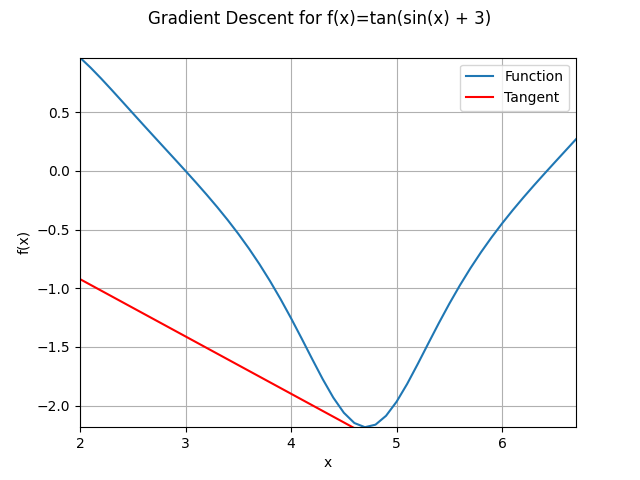 Gradient Descent for f(x)=tan(sin(x) + 3)
Function
Tangent
0.5
0.0
−0.5
−1.0
−1.5
−2.0
f(x)
2 3 4 5 6
x